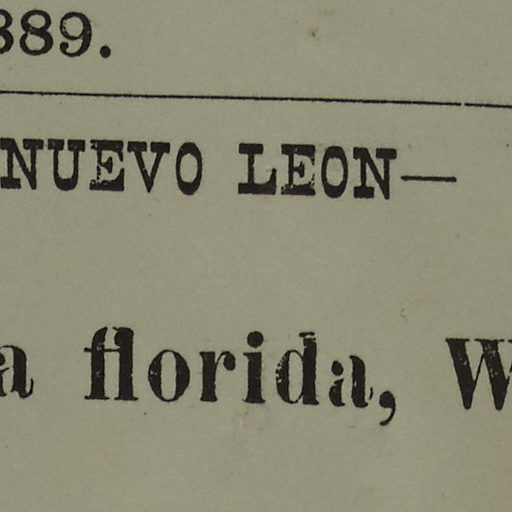 889.
NUEVO LEON—
a florida, W